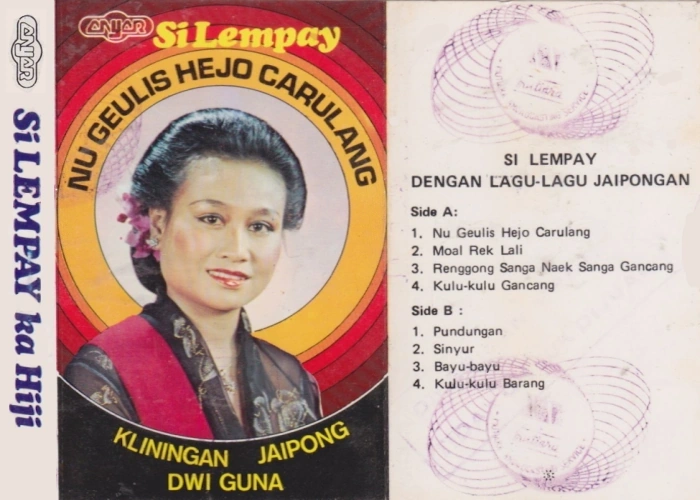 ANJAR
Si LEMPAY ka Hiji
ANJAR
Si Lempay
NU GEULIS HEJO CARULANG
KLININGAN JAIPONG
DWI GUNA
SI LEMPAY
DENGAN LAGU-LAGU JAIPONGAN
Side A:
1. Nu Geulis Hejo Carulang
2. Moal Rek Lali
3. Renggong Sanga Naek Sanga Gancang
4. Kulu-kulu Gancang
Side B :
1. Pundungan
2. Sinyur
3. Bayu-bayu
4. Kulu-kulu Barang